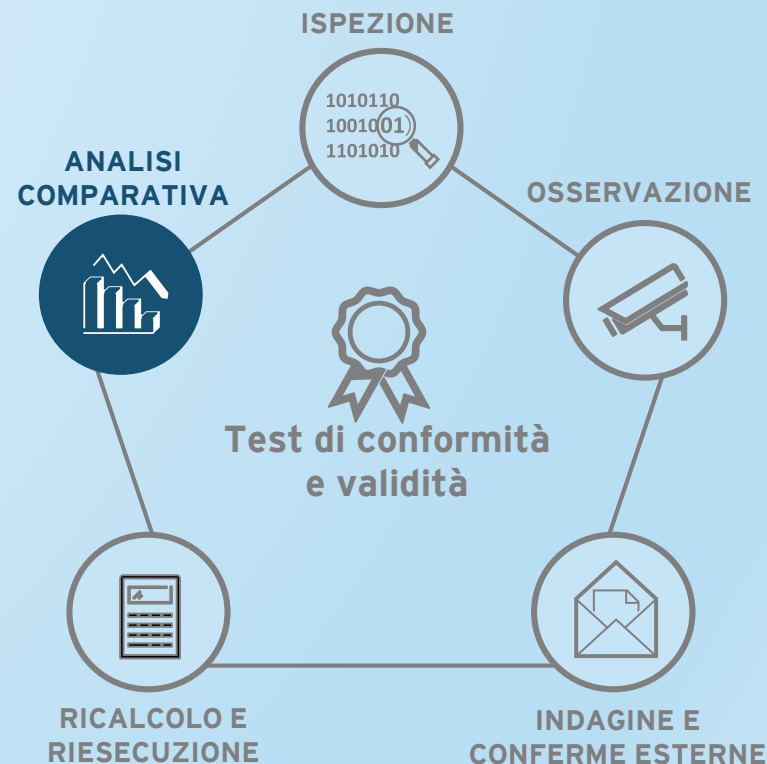 ISPEZIONE
1010110
1001001
1101010
ANALISI
COMPARATIVA
OSSERVAZIONE
Test di conformità
e validità
RICALCOLO E
RIESECUZIONE
INDAGINE E
CONFERME ESTERNE